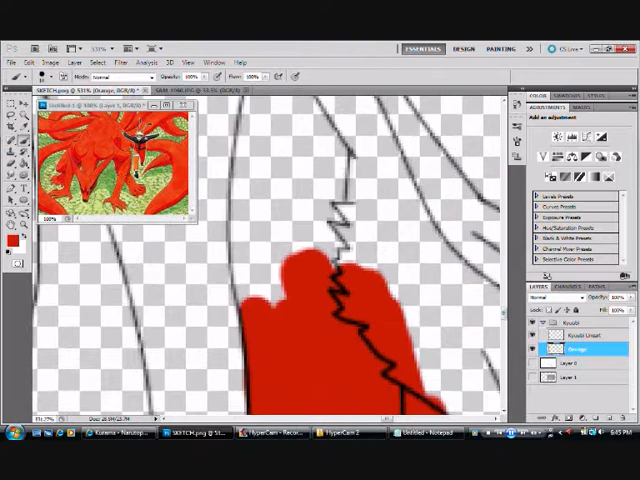 Ps
531%
ESSENTIALS
DESIGN
PAINTING
CS Live
File
Edit
Image
Layer
Select
Filter
Analysis
3D
View
Window
Help
Mode: Normal
Opacity: 100%
Flow: 100%
SKETCH.png @ 531% (Orange, RGB/8) *
Untitled-1 @ 100% (Layer 1, RGB/8)
100%
COLOR
SWATCHES
STYLES
ADJUSTMENTS
MASKS
Add an adjustment
Levels Presets
Curves Presets
Exposure Presets
Hue/Saturation Presets
Black & White Presets
Channel Mixer Presets
Selective Color Presets
LAYERS
CHANNELS
PATHS
Normal
Opacity: 100%
Lock:
Fill: 100%
Kyuubi
Kyuubi Lineart
Orange
Layer 0
Layer 1
Doc: 28.6M/25.7M
Kurama - Narutop...
SKETCH.png @ 53...
HyperCam - Recor...
HyperCam 2
Untitled - Notepad
6:45 PM